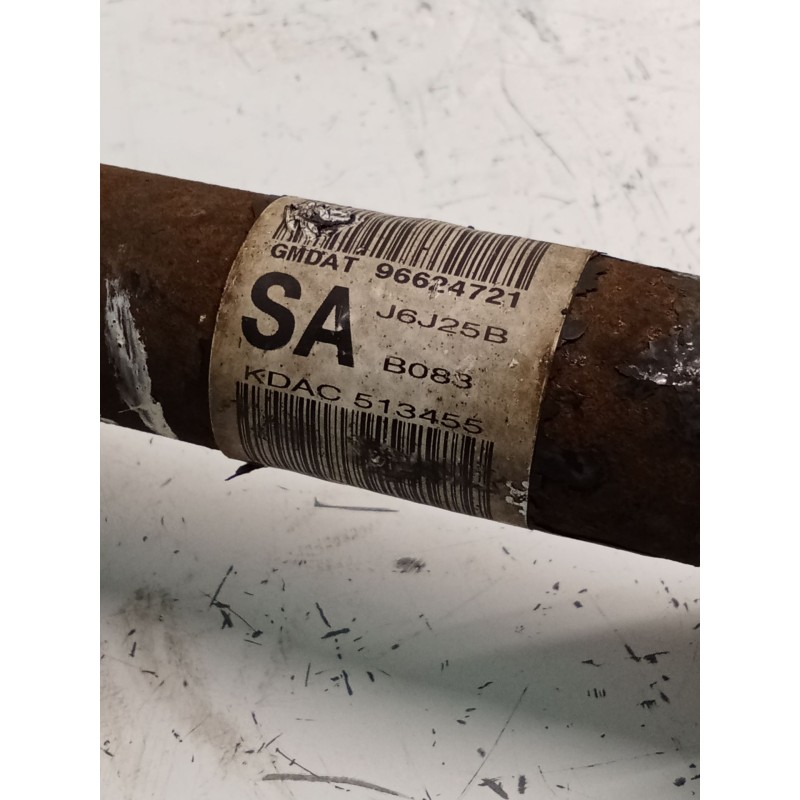 GMDAT 96624721
SA J6J25B
B083
KDAC 513455